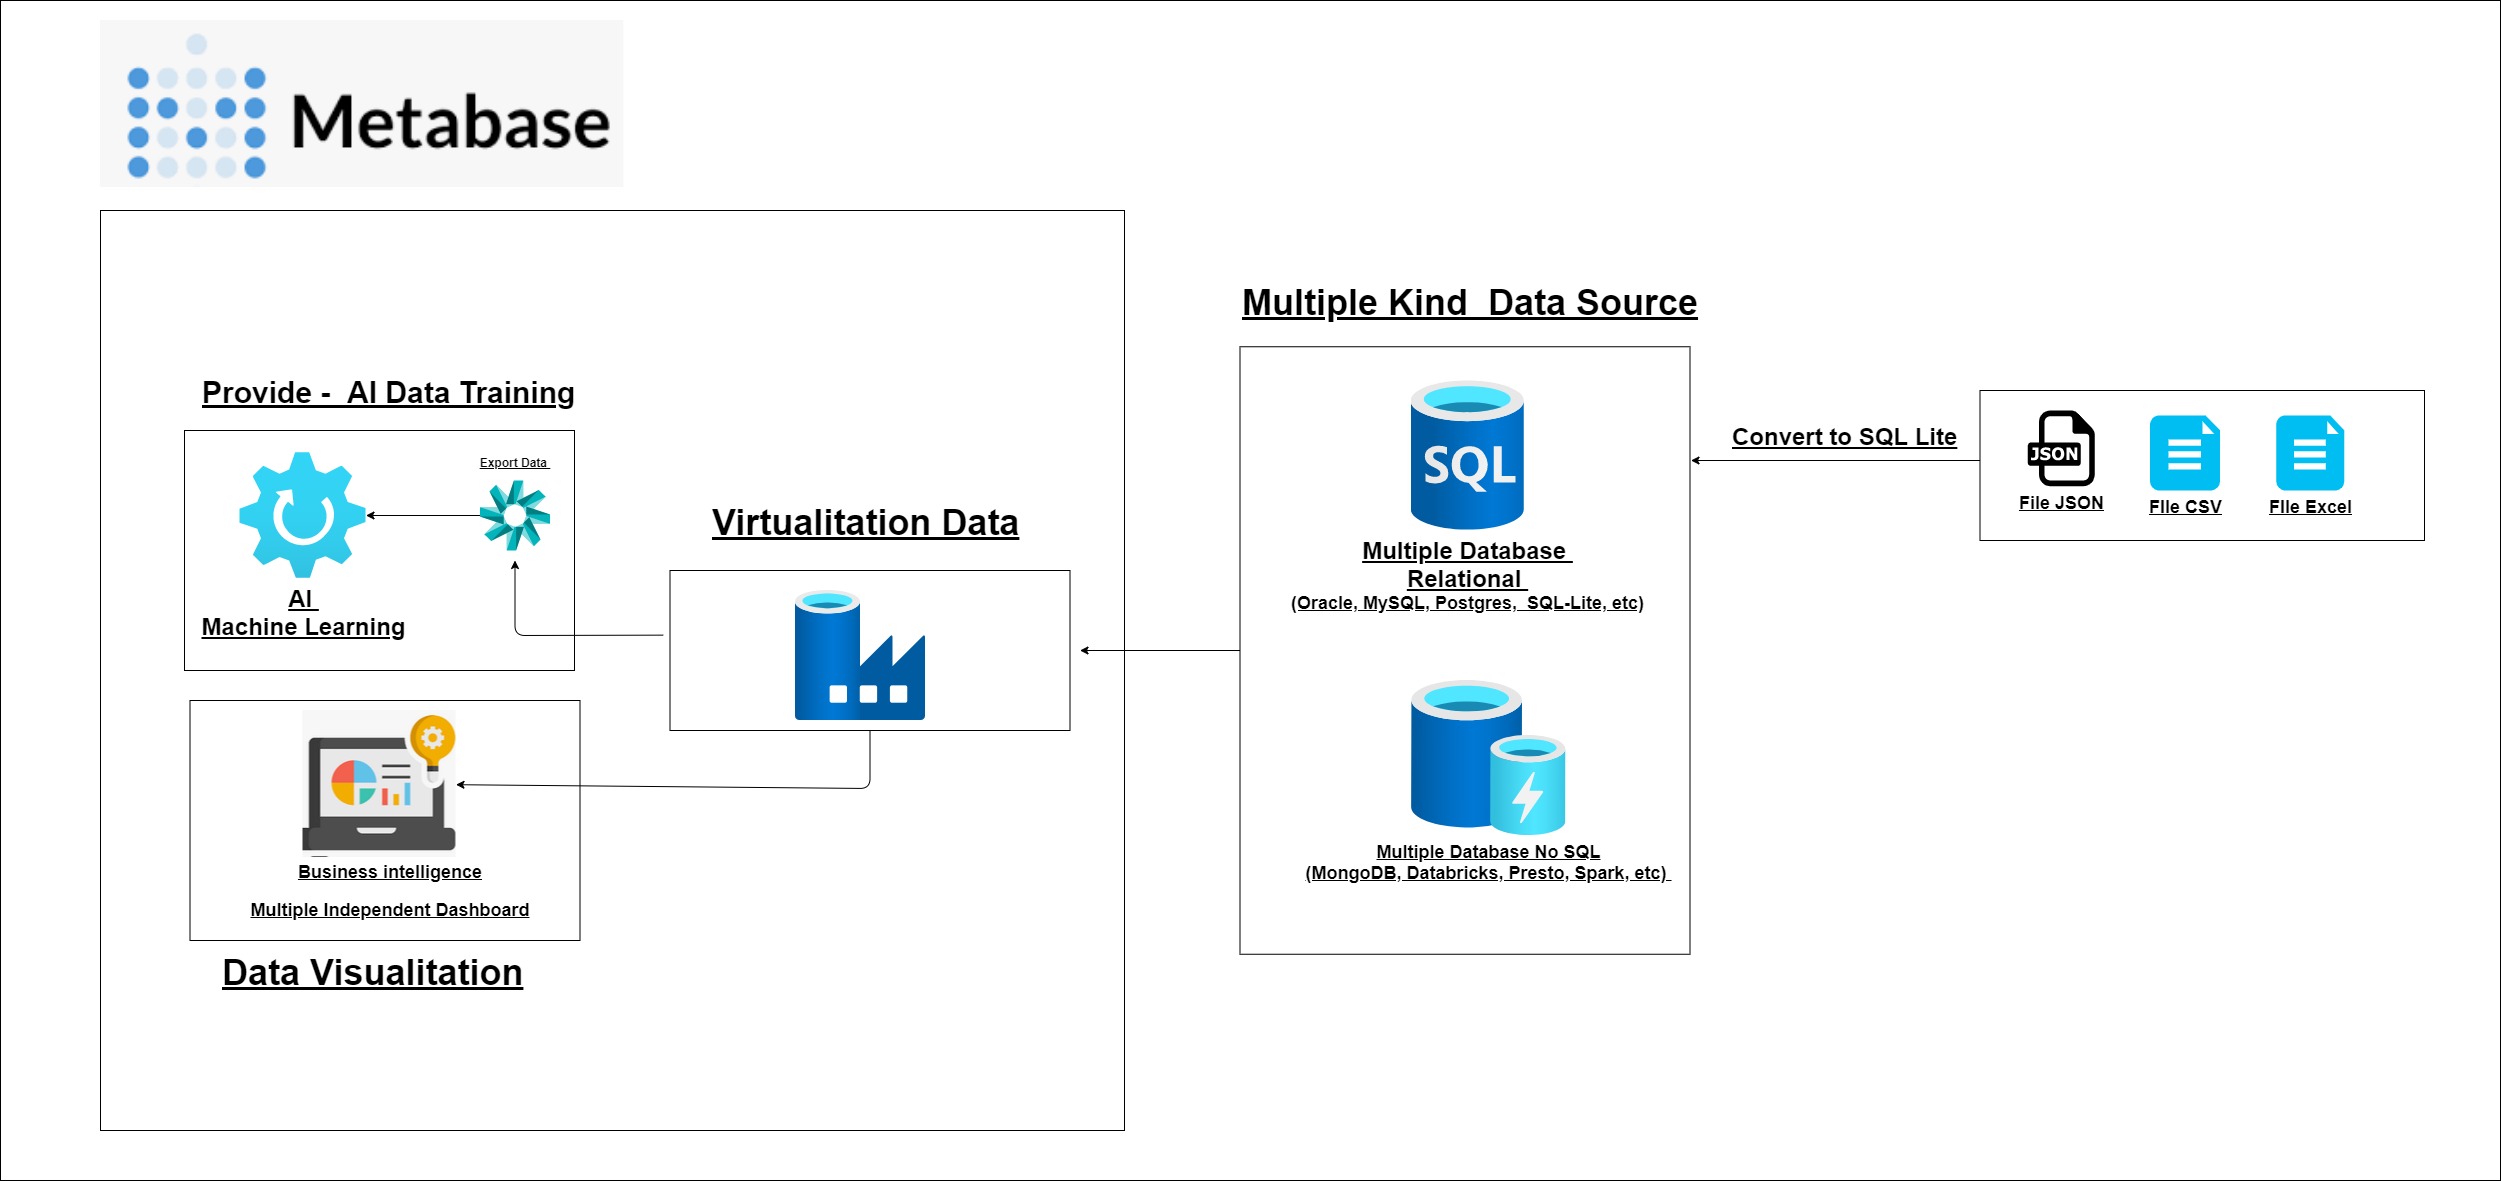 Metabase
Multiple Kind  Data Source
Provide -  AI Data Training
Export Data
AI
Machine Learning
Virtualitation Data
Business intelligence
Multiple Independent Dashboard
Data Visualitation
SQL
Multiple Database
Relational
(Oracle, MySQL, Postgres,  SQL-Lite, etc)
Multiple Database No SQL
(MongoDB, Databricks, Presto, Spark, etc)
Convert to SQL Lite
JSON
File JSON
FIle CSV
FIle Excel